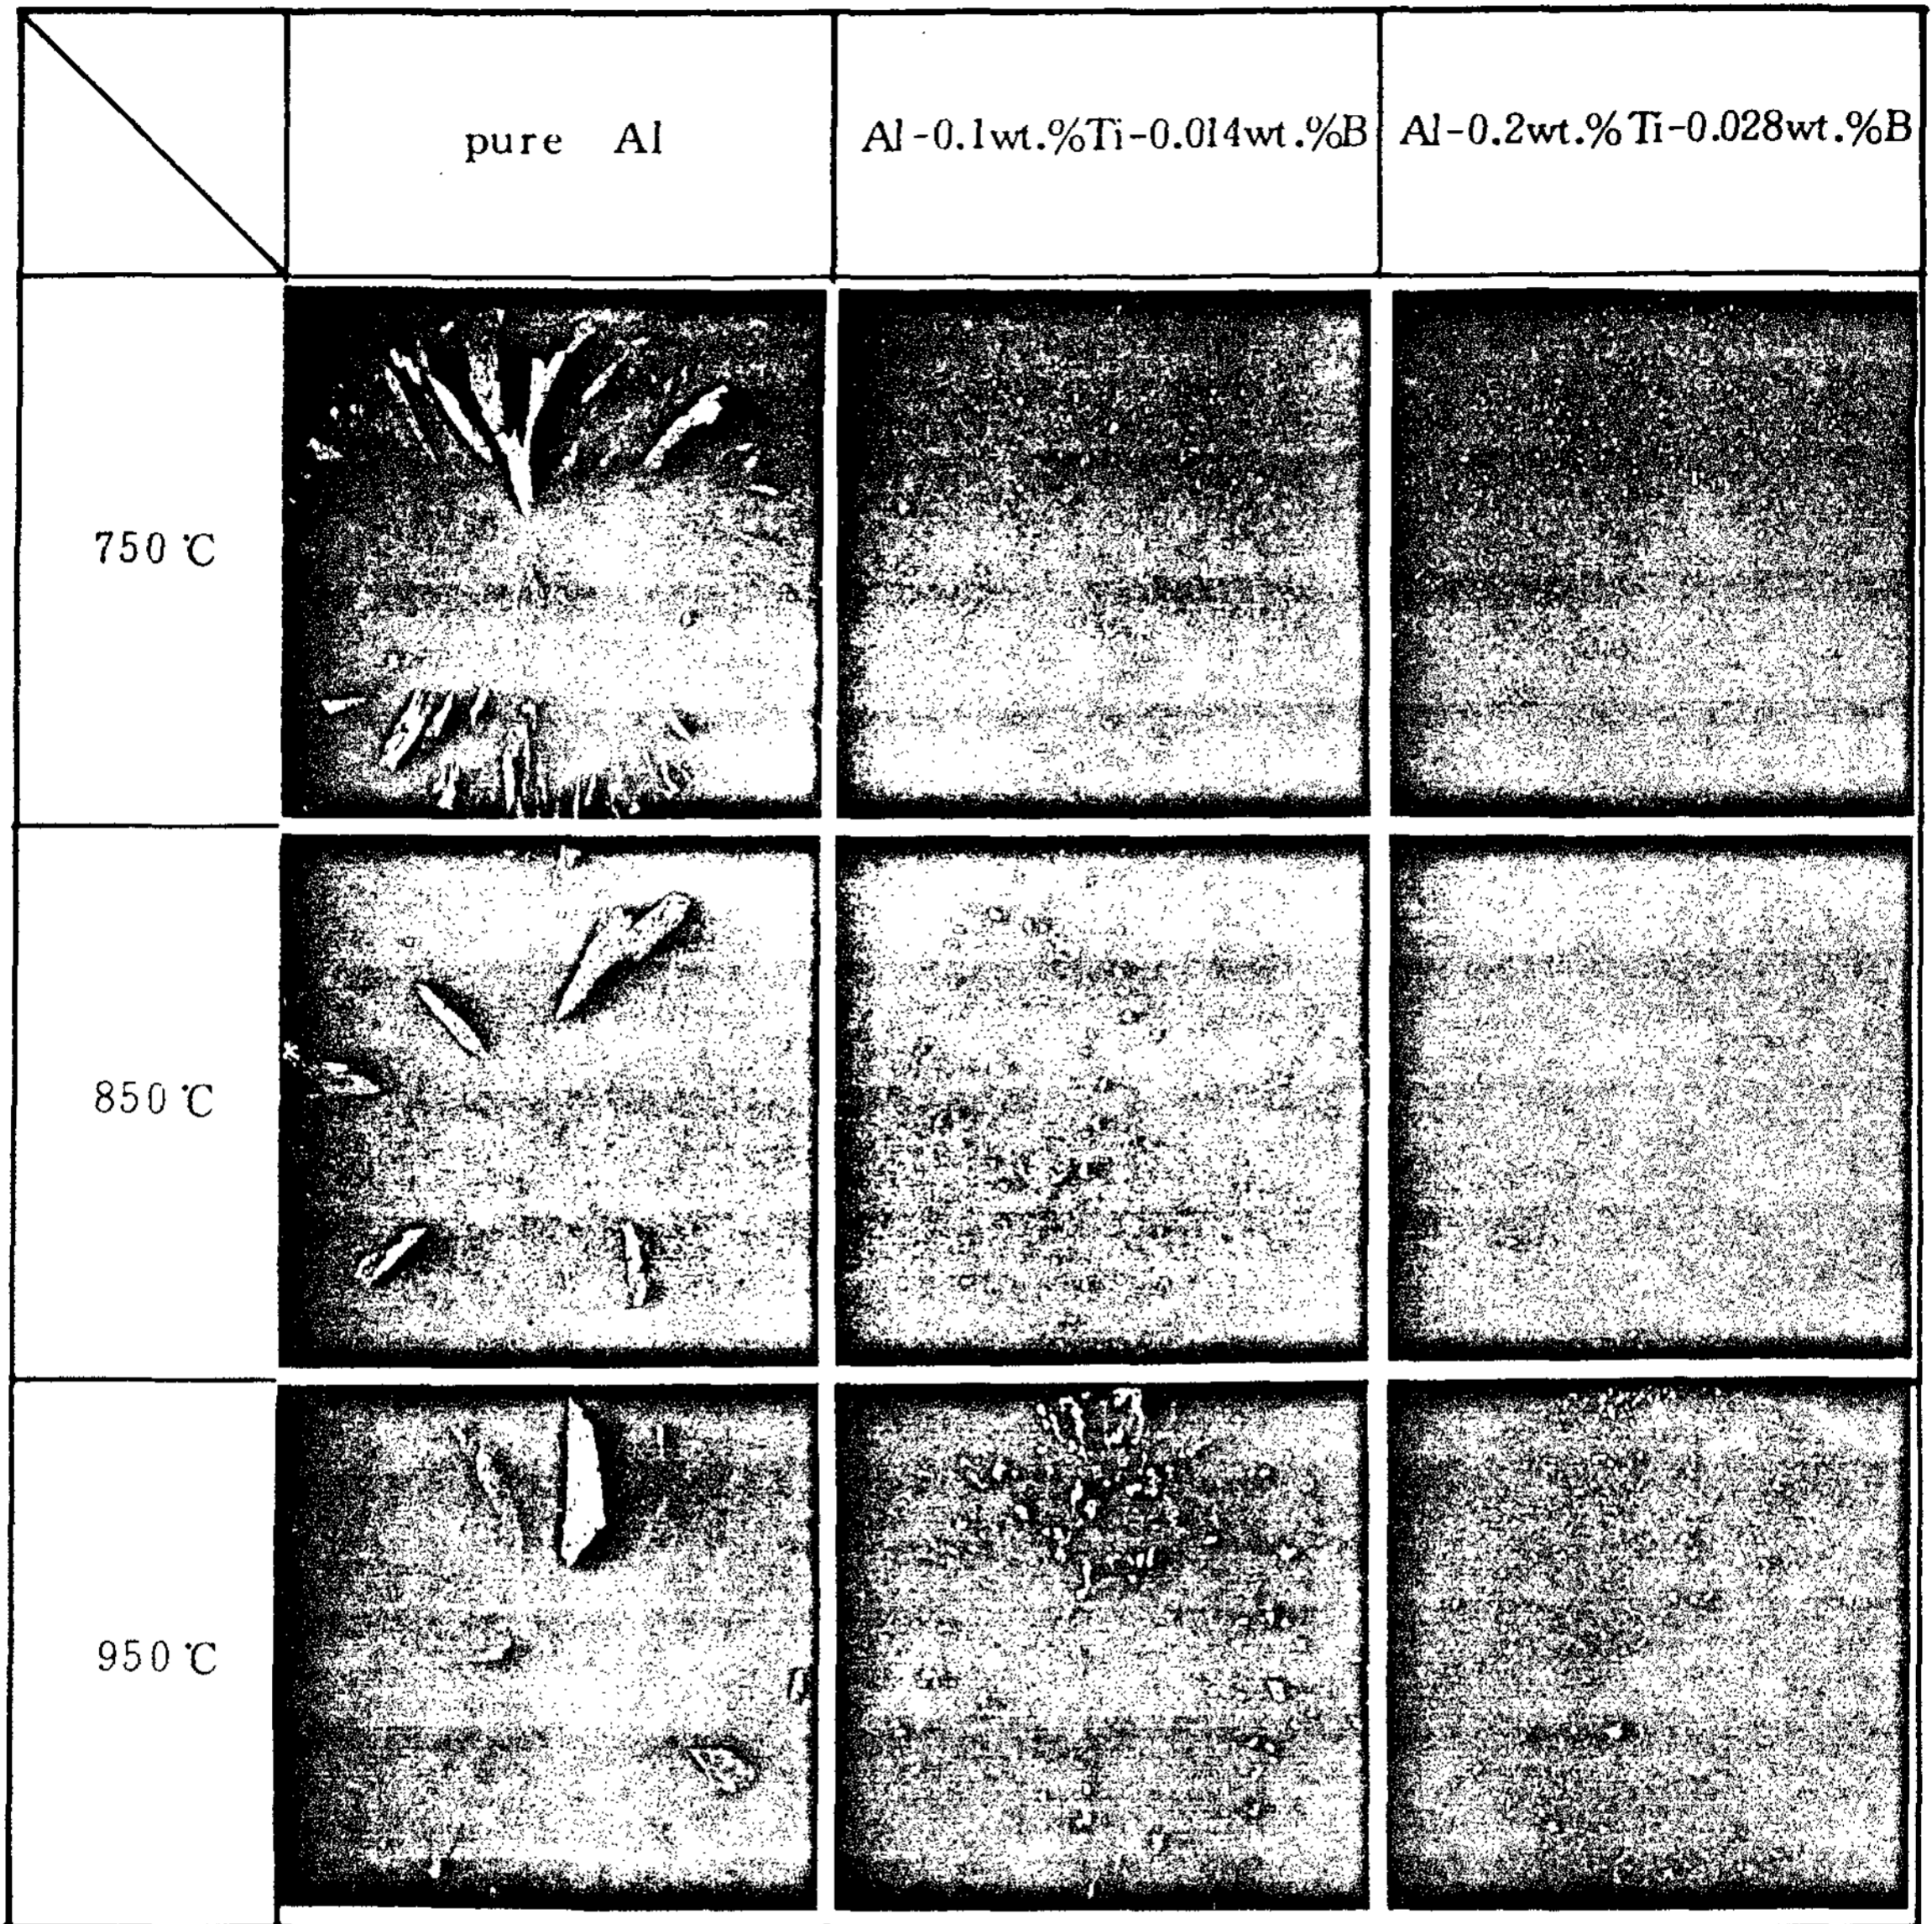 pure Al
Al-0.1wt.%Ti-0.014wt.%B
Al-0.2wt.%Ti-0.028wt.%B
750 ℃
850 ℃
950 ℃